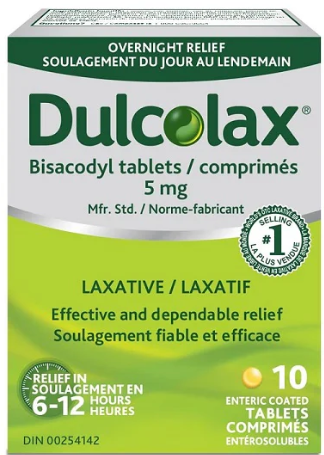 OVERNIGHT RELIEF
SOULAGEMENT DU JOUR AU LENDEMAIN
Dulcolax®
Bisacodyl tablets / comprimés
5 mg
Mfr. Std. / Norme-fabricant
SELLING
#1
LA PLUS VENDUE
LAXATIVE / LAXATIF
Effective and dependable relief
Soulagement fiable et efficace
RELIEF IN
SOULAGEMENT EN
6-12 HOURS
HEURES
10
ENTERIC COATED
TABLETS
COMPRIMÉS
ENTÉROSOLUBLES
DIN 00254142